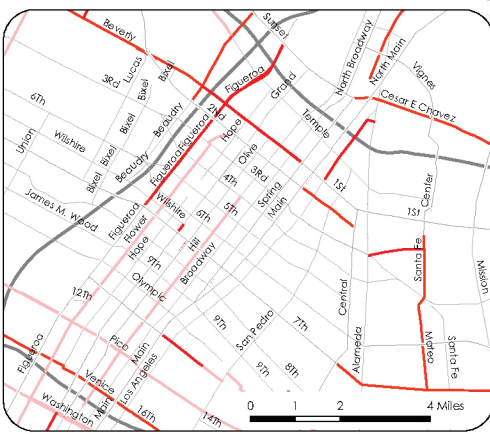 Beverly
Sunset
North Broadway
North Main
Vignes
Lucas
Bixel
Bixel
3Rd
Figueroa
Grand
6Th
Bixel
Beaudry
2Nd
Cesar E Chavez
Union
Wilshire
Bixel
Figueroa
Hope
Temple
Bixel
Beaudry
Figueroa
Olive
3Rd
4Th
Spring
1St
Center
James M. Wood
Wilshire
Main
Figueroa
Flower
6Th
5Th
1St
Hope
Hill
9Th
Broadway
Santa Fe
Mission
Olympic
12Th
Central
9Th
San Pedro
7Th
Figueroa
Pico
Main
Alameda
Mateo
Santa Fe
Los Angeles
9Th
8Th
Venice
Main
Washington
16Th
14Th
0 1 2 4 Miles